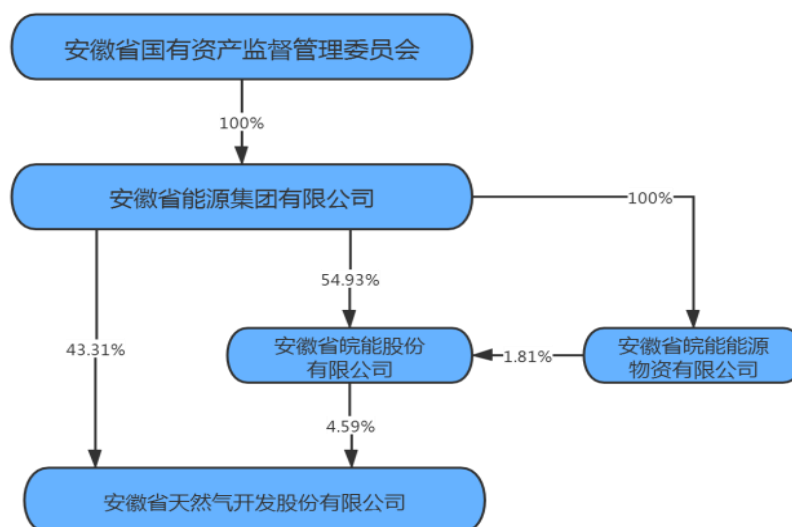 安徽省国有资产监督管理委员会
100%
安徽省能源集团有限公司
100%
54.93%
43.31%
安徽省皖能股份
有限公司
1.81%
安徽省皖能能源
物资有限公司
4.59%
安徽省天然气开发股份有限公司